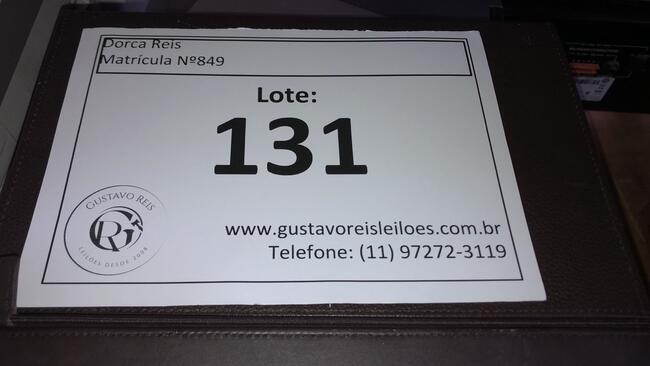 Dorca Reis
Matrícula Nº849
Lote:
131
GUSTAVO REIS
RG
LEILÕES DESDE 2008
www.gustavoreisleiloes.com.br
Telefone: (11) 97272-3119